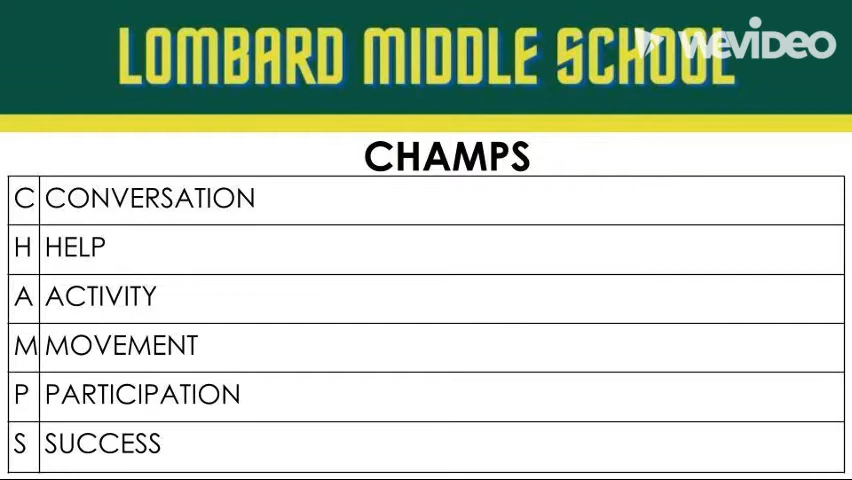 LOMBARD MIDDLE SCHOOL
WEVIDEO
CHAMPS
C CONVERSATION
H HELP
A ACTIVITY
M MOVEMENT
P PARTICIPATION
S SUCCESS